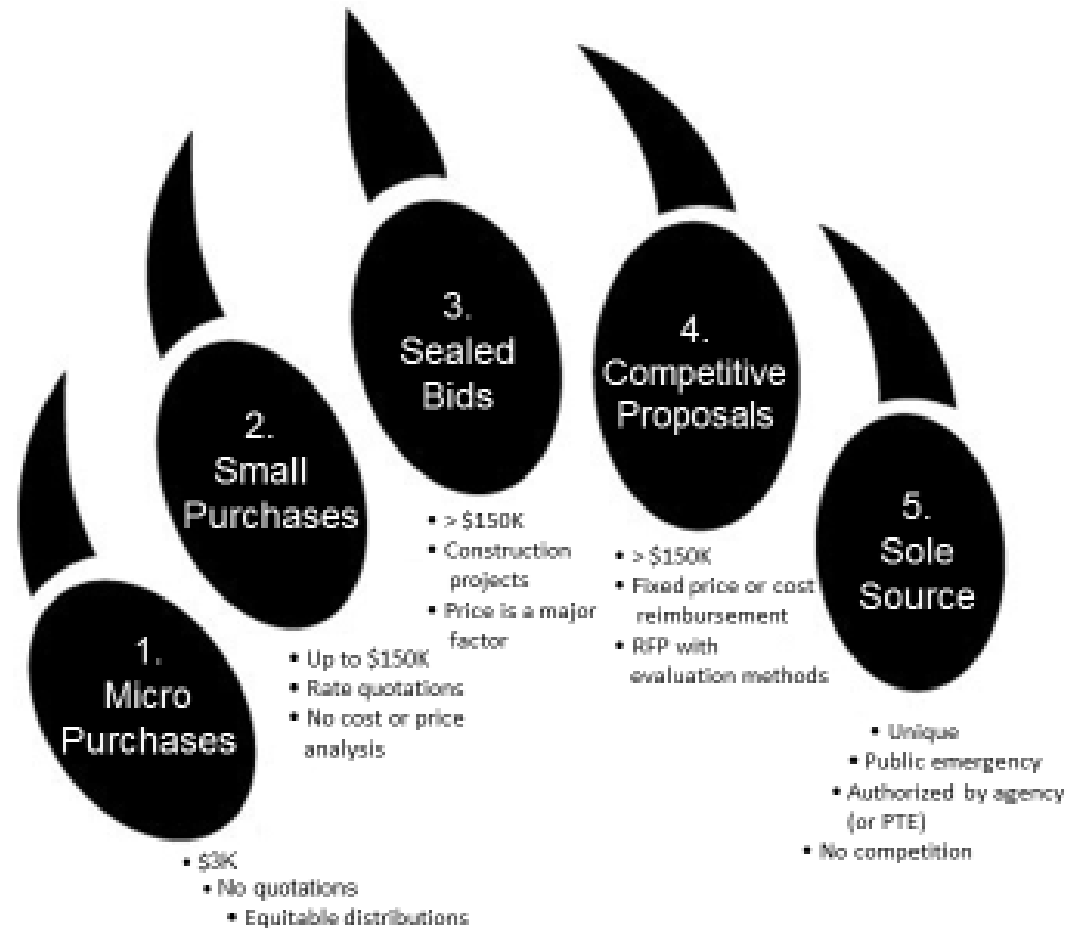 1.
Micro
Purchases
• $3K
• No quotations
• Equitable distributions
2.
Small
Purchases
• Up to $150K
• Rate quotations
• No cost or price
analysis
3.
Sealed
Bids
• > $150K
• Construction
projects
• Price is a major
factor
4.
Competitive
Proposals
• > $150K
• Fixed price or cost
reimbursement
• RFP with
evaluation methods
5.
Sole
Source
• Unique
• Public emergency
• Authorized by agency
(or PTE)
• No competition